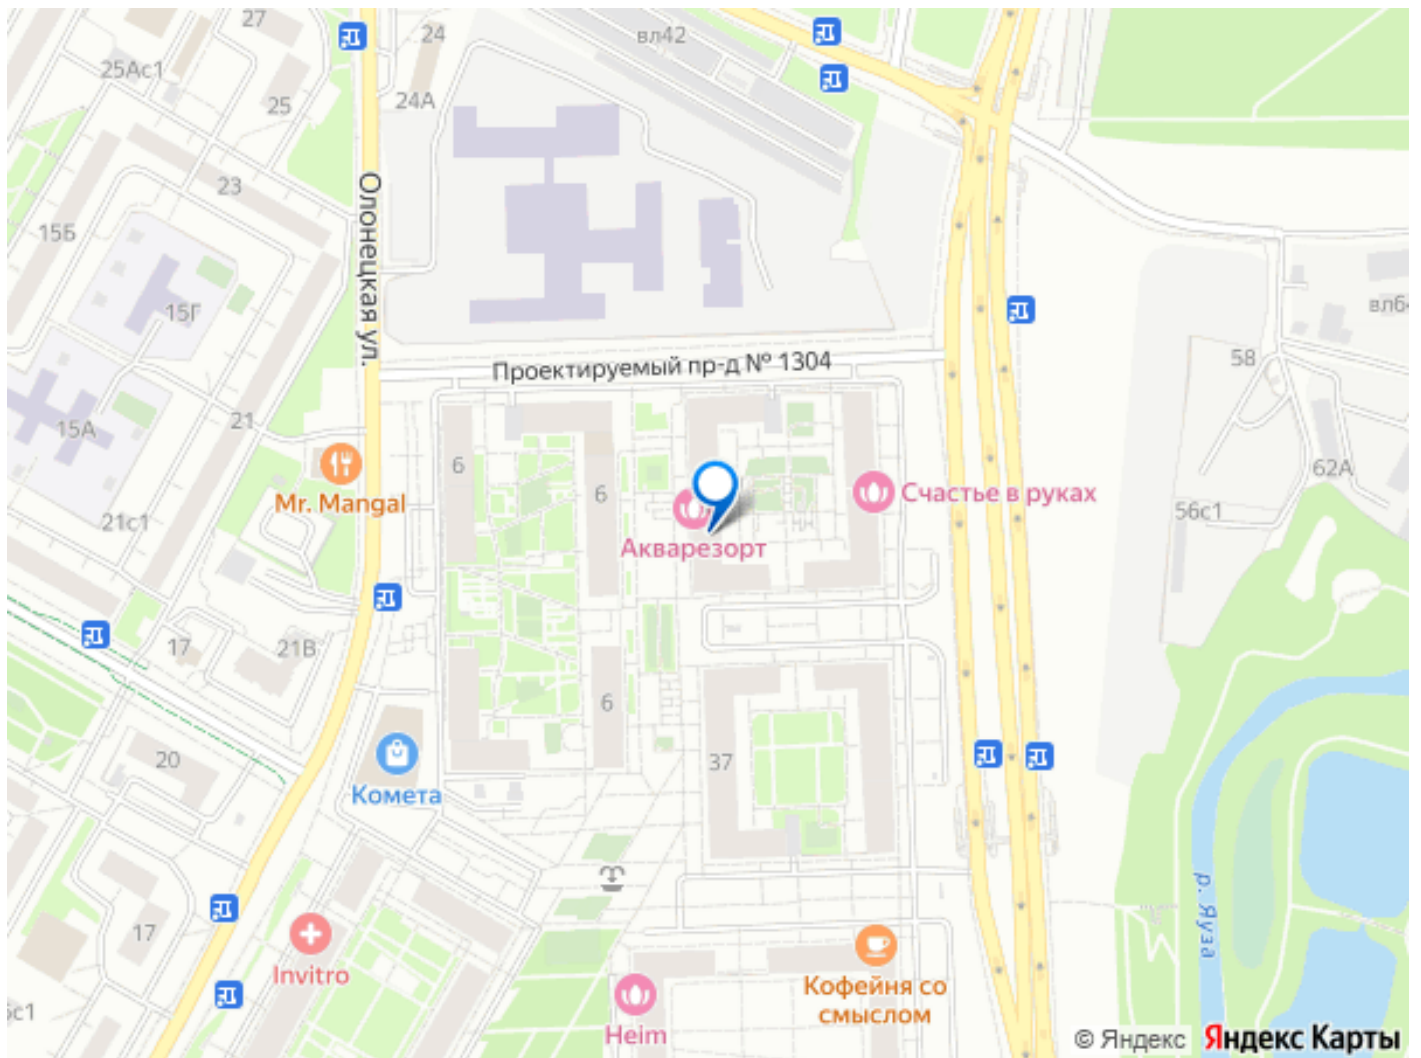 27
24
вл42
25Ас1
25
24А
Олонецкая ул.
23
15Б
15Г
вл64
Проектируемый пр-д № 1304
58
21
15А
6
62А
6
Mr. Mangal
Счастье в руках
21с1
56с1
Акварезорт
17
21В
6
20
37
Комета
р. Яуза
17
Invitro
Кофейня со
смыслом
Heim
© Яндекс Яндекс Карты